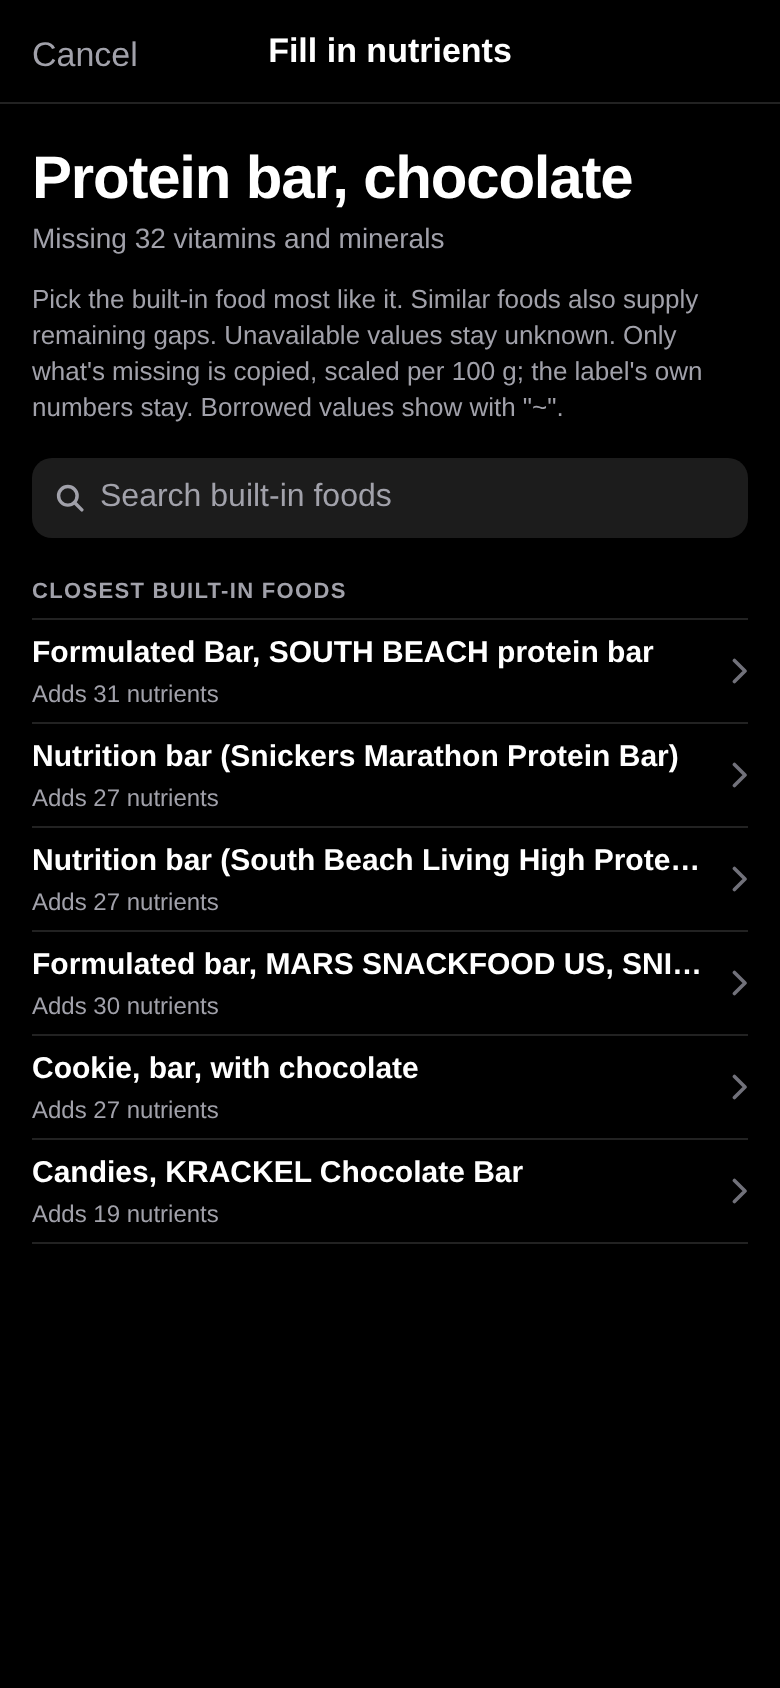 Cancel
Fill in nutrients
Protein bar, chocolate
Missing 32 vitamins and minerals
Pick the built-in food most like it. Similar foods also supply
remaining gaps. Unavailable values stay unknown. Only
what's missing is copied, scaled per 100 g; the label's own
numbers stay. Borrowed values show with "~".
Search built-in foods
CLOSEST BUILT-IN FOODS
Formulated Bar, SOUTH BEACH protein bar
Adds 31 nutrients
Nutrition bar (Snickers Marathon Protein Bar)
Adds 27 nutrients
Nutrition bar (South Beach Living High Prote…
Adds 27 nutrients
Formulated bar, MARS SNACKFOOD US, SNI…
Adds 30 nutrients
Cookie, bar, with chocolate
Adds 27 nutrients
Candies, KRACKEL Chocolate Bar
Adds 19 nutrients